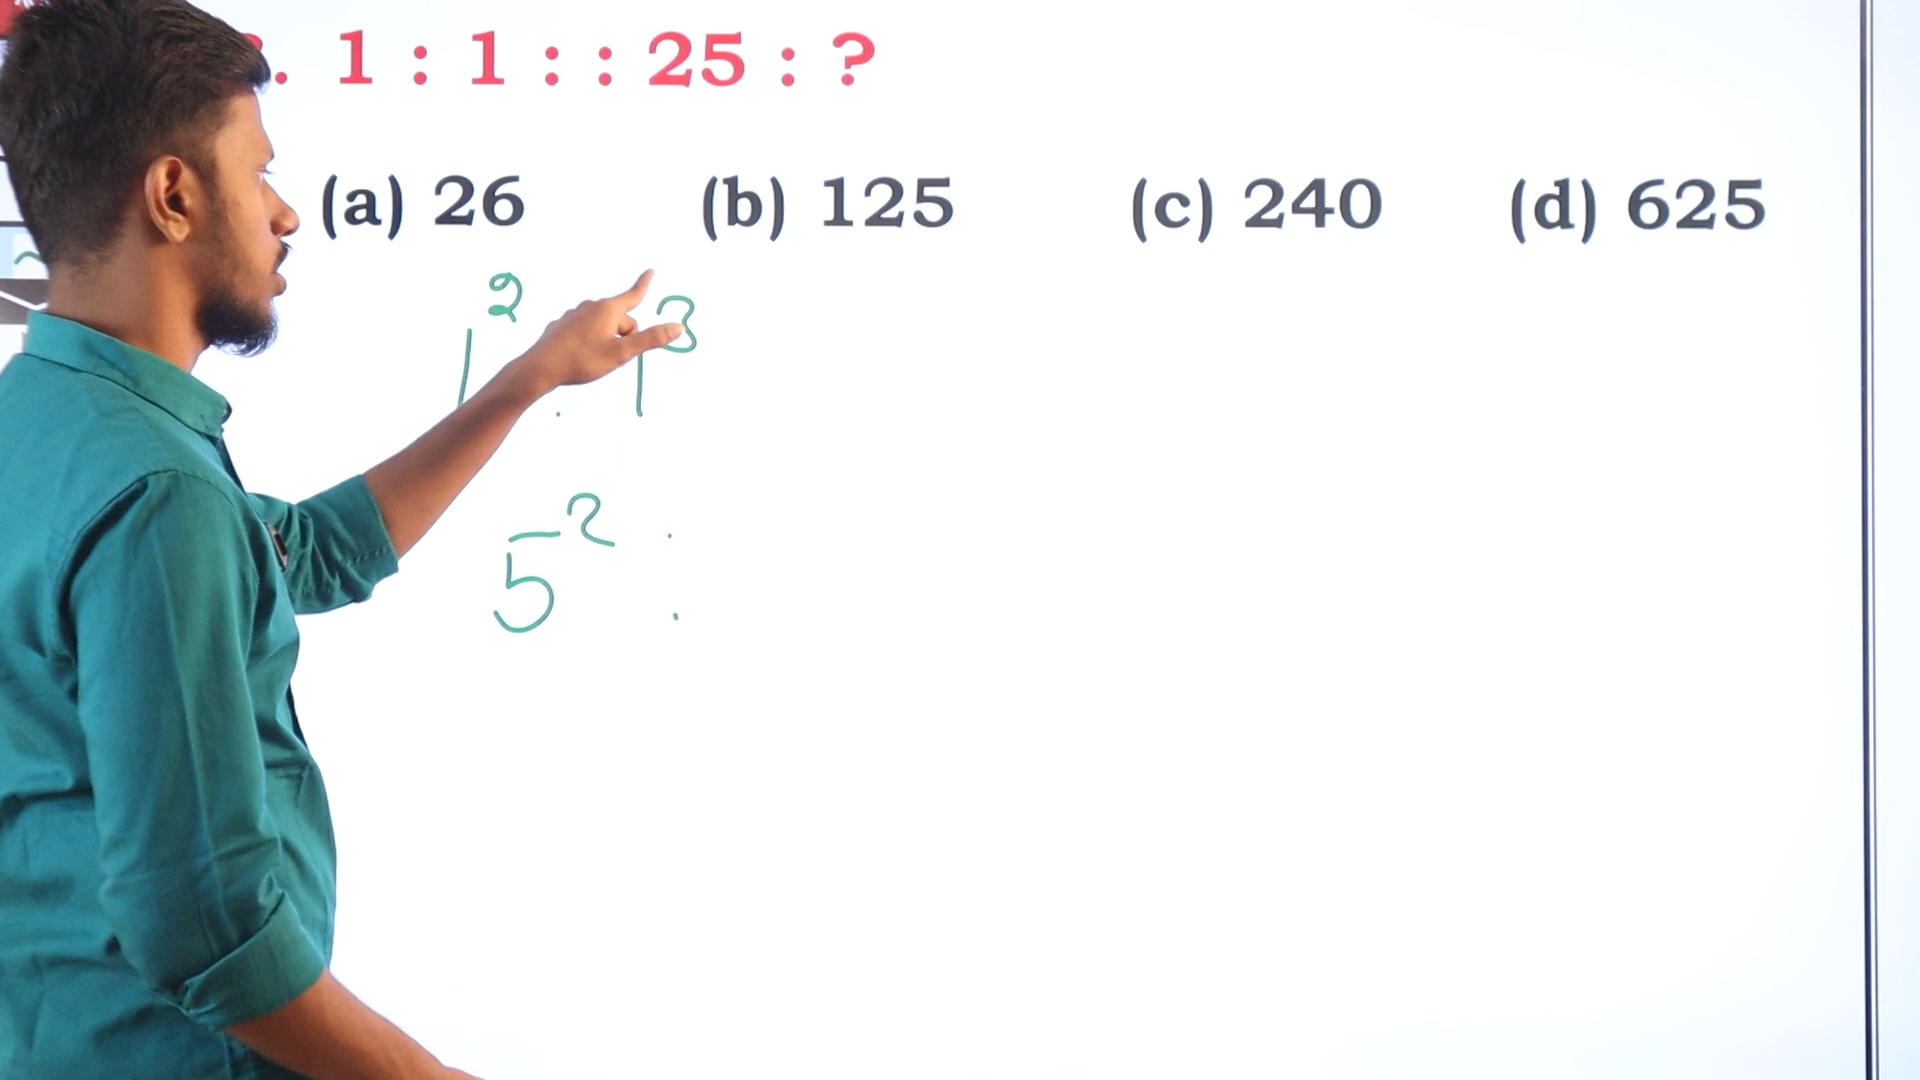 . 1 : 1 : : 25 : ?
(a) 26 (b) 125 (c) 240 (d) 625
1² : 1³
5² :